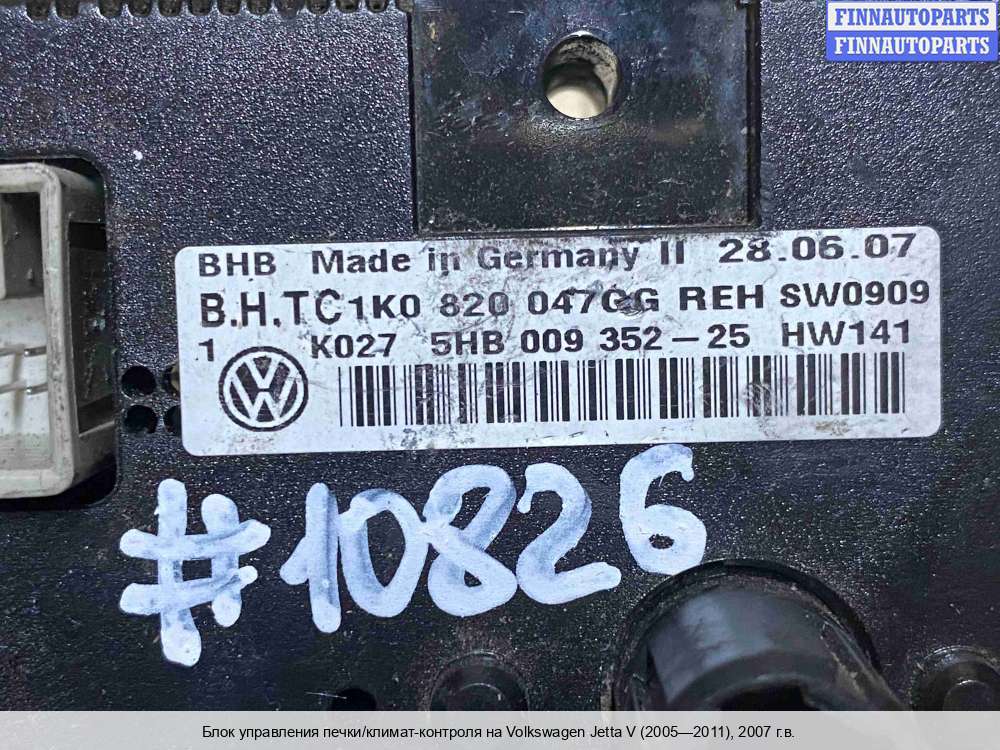 FINNAUTOPARTS
FINNAUTOPARTS
BHB Made in Germany II 28.06.07
B.H.TC1K0 820 047CG REH SW0909
1 K027 5HB 009 352-25 HW141
#10826
Блок управления печки/климат-контроля на Volkswagen Jetta V (2005—2011), 2007 г.в.